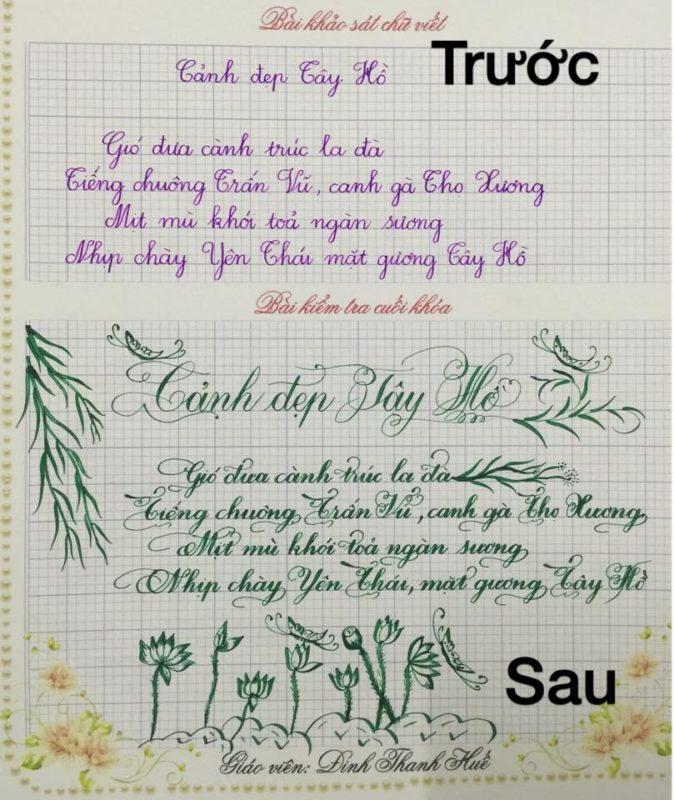 Bài khảo sát chữ viết
Trước
Cảnh đẹp Tây Hồ
Gió đưa cành trúc la đà
Tiếng chuông Trấn Vũ, canh gà Thọ Xương
Mịt mù khói toả ngàn sương
Nhịp chày Yên Thái mặt gương Tây Hồ
Bài kiểm tra cuối khóa
Cảnh đẹp Tây Hồ
Gió đưa cành trúc la đà
Tiếng chuông Trấn Vũ, canh gà Thọ Xương
Mịt mù khói toả ngàn sương
Nhịp chày Yên Thái, mặt gương Tây Hồ
Sau
Giáo viên: Đinh Thanh Huế